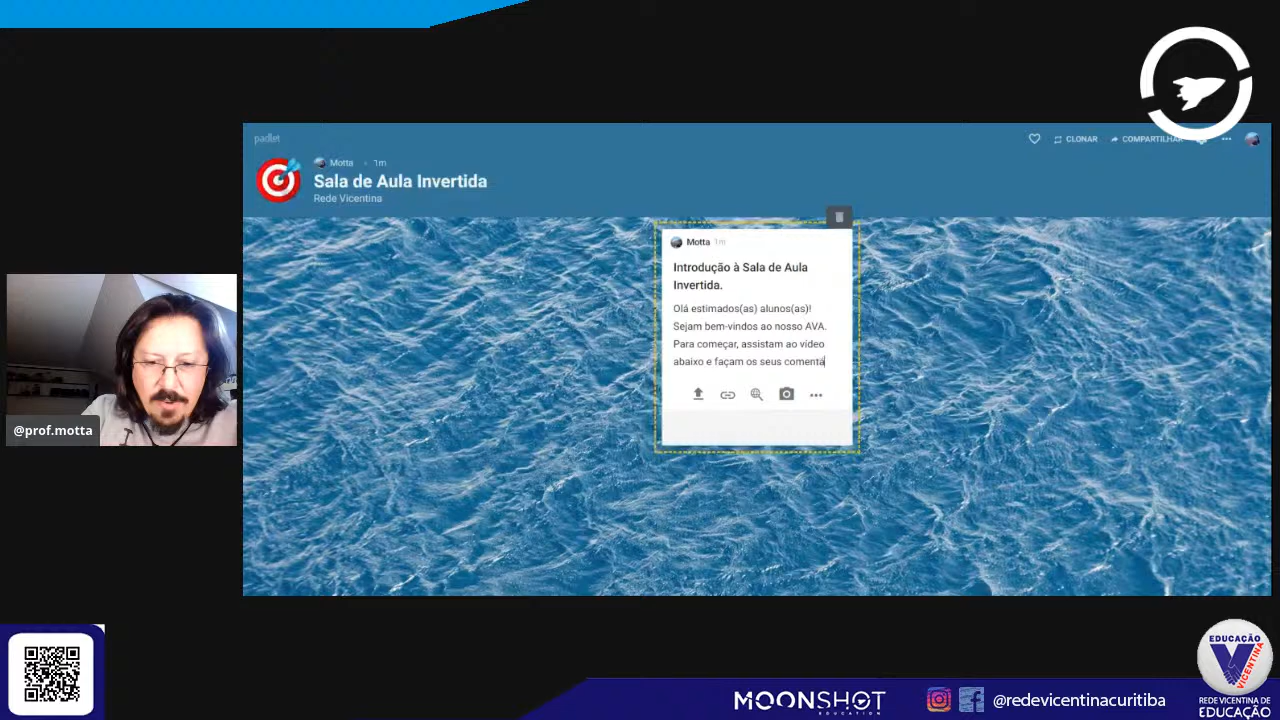 padlet
CLONAR
COMPARTILHAR
Motta 1m
Sala de Aula Invertida
Rede Vicentina
Motta 1m
Introdução à Sala de Aula
Invertida.
Olá estimados(as) alunos(as)!
Sejam bem-vindos ao nosso AVA.
Para começar, assistam ao video
abaixo e façam os seus comentá
@prof.motta
MOONSHOT
EDUCATION
@redevicentinacuritiba
EDUCAÇÃO
VICENTINA
REDE VICENTINA DE
EDUCAÇÃO